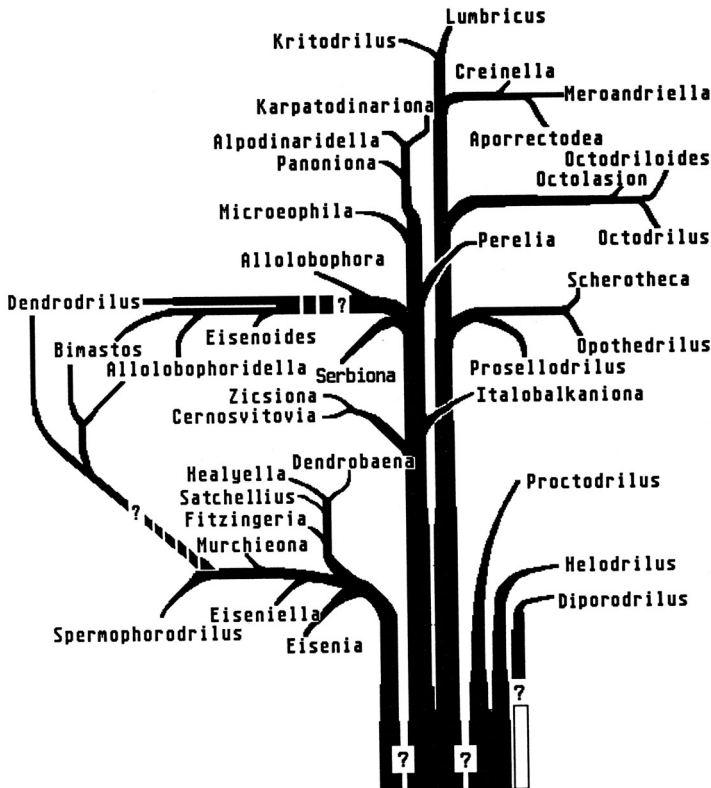 Lumbricus
Kritodrilus
Creinella
Karpatodinariona
Meroandriella
Alpodinaridella
Aporrectodea
Panoniona
Octodriloides
Octolasion
Microeophila
Octodrilus
Perelia
Allolobophora
Scherotheca
Dendrodrilus
?
Eisenoides
Bimastos
Opothedrilus
Allolobophoridella
Serbiona
Prosellodrilus
Zicsiona
Italobalkaniona
Cernosvitovia
Dendrobaena
Healyella
Proctodrilus
Satchellius
?
Fitzingeria
Murchieona
Helodrilus
Diporodrilus
Eiseniella
Spermophorodrilus
Eisenia
?
? ?